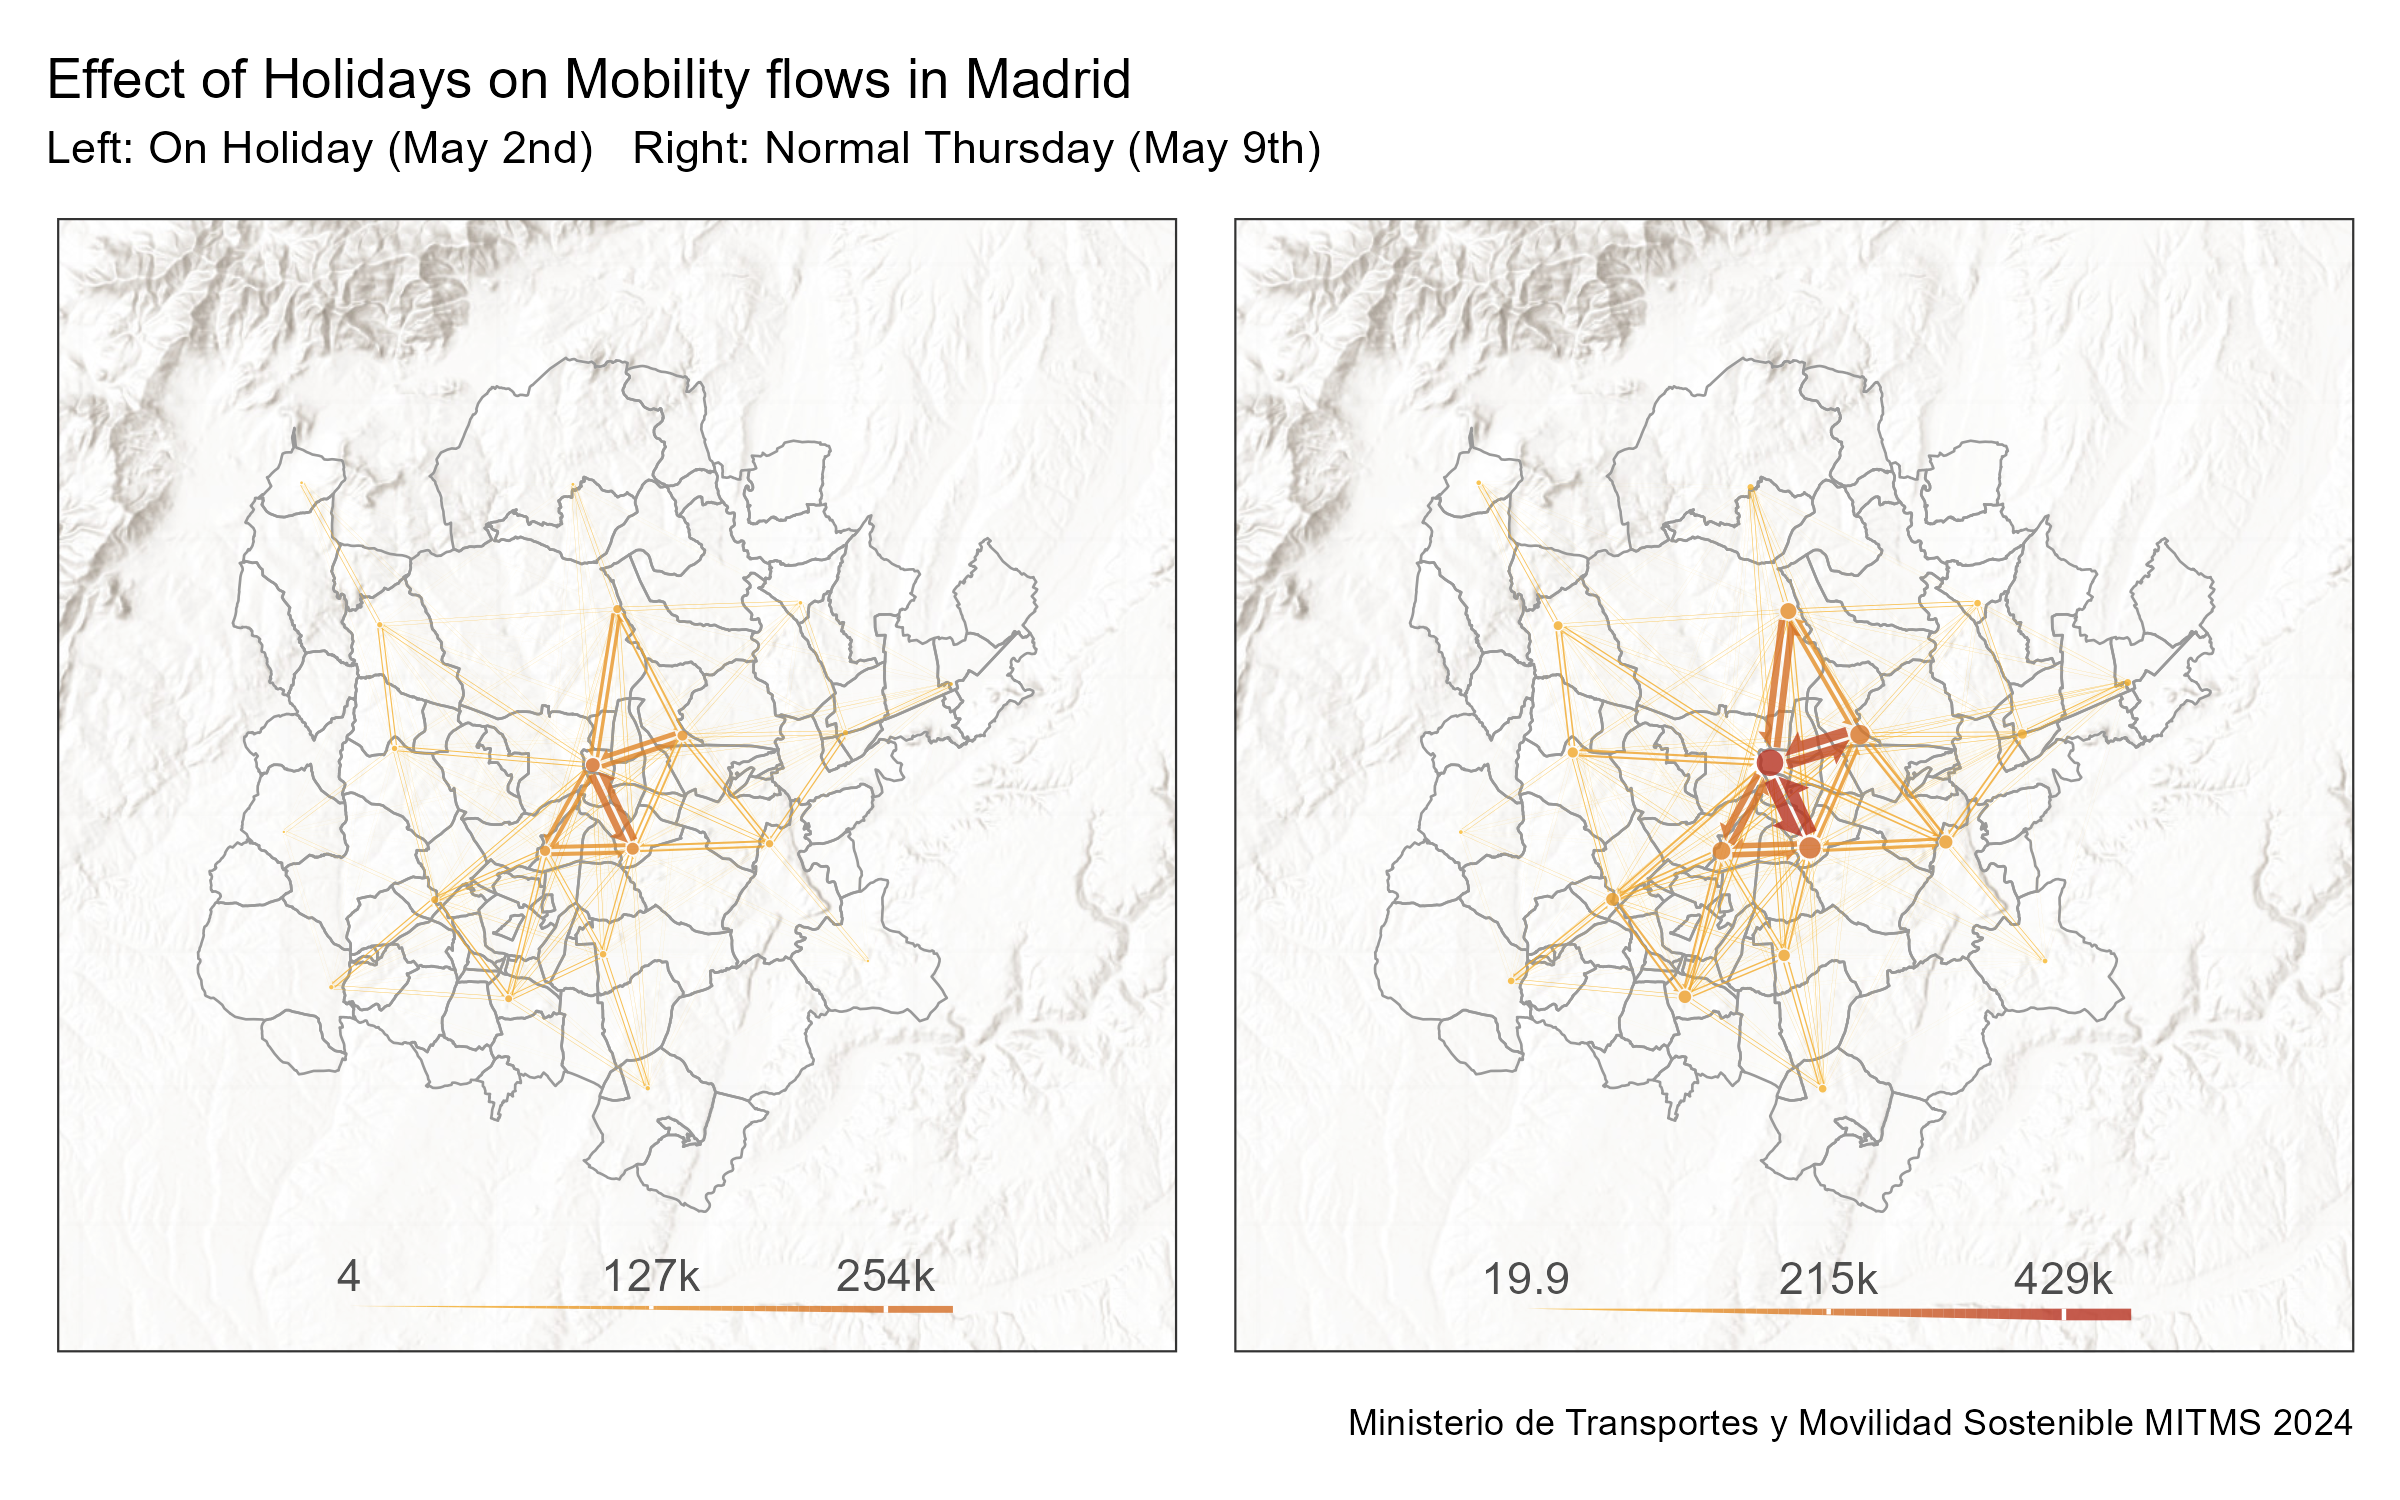 Effect of Holidays on Mobility flows in Madrid
Left: On Holiday (May 2nd)   Right: Normal Thursday (May 9th)
4 127k 254k
19.9 215k 429k
Ministerio de Transportes y Movilidad Sostenible MITMS 2024